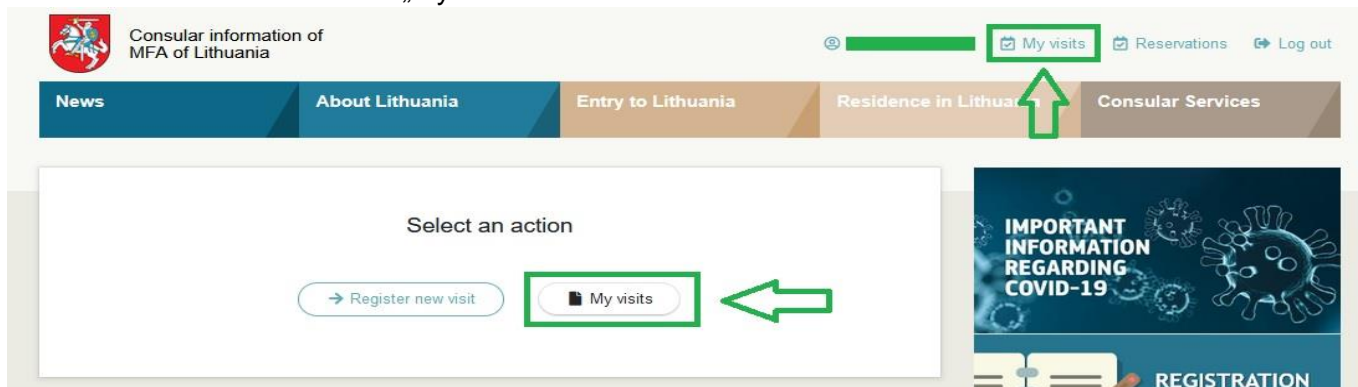 Consular information of
MFA of Lithuania
My visits Reservations Log out
News About Lithuania Entry to Lithuania Residence in Lithuania Consular Services
Select an action
Register new visit My visits
IMPORTANT
INFORMATION
REGARDING
COVID-19
REGISTRATION